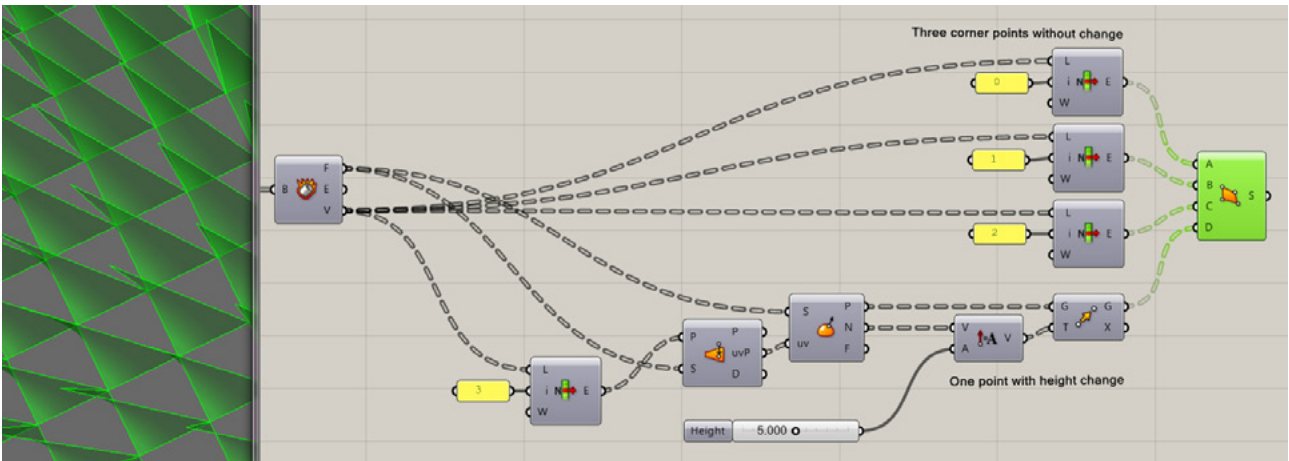 Three corner points without change
L
0
i N E
W
L
1
i N E
W
F
B E
V
A
B
C S
D
L
2
i N E
W
S P
N
uv F
G G
T X
V
A V
A
P P
uvP
S D
One point with height change
L
3
i N E
W
Height 5.000